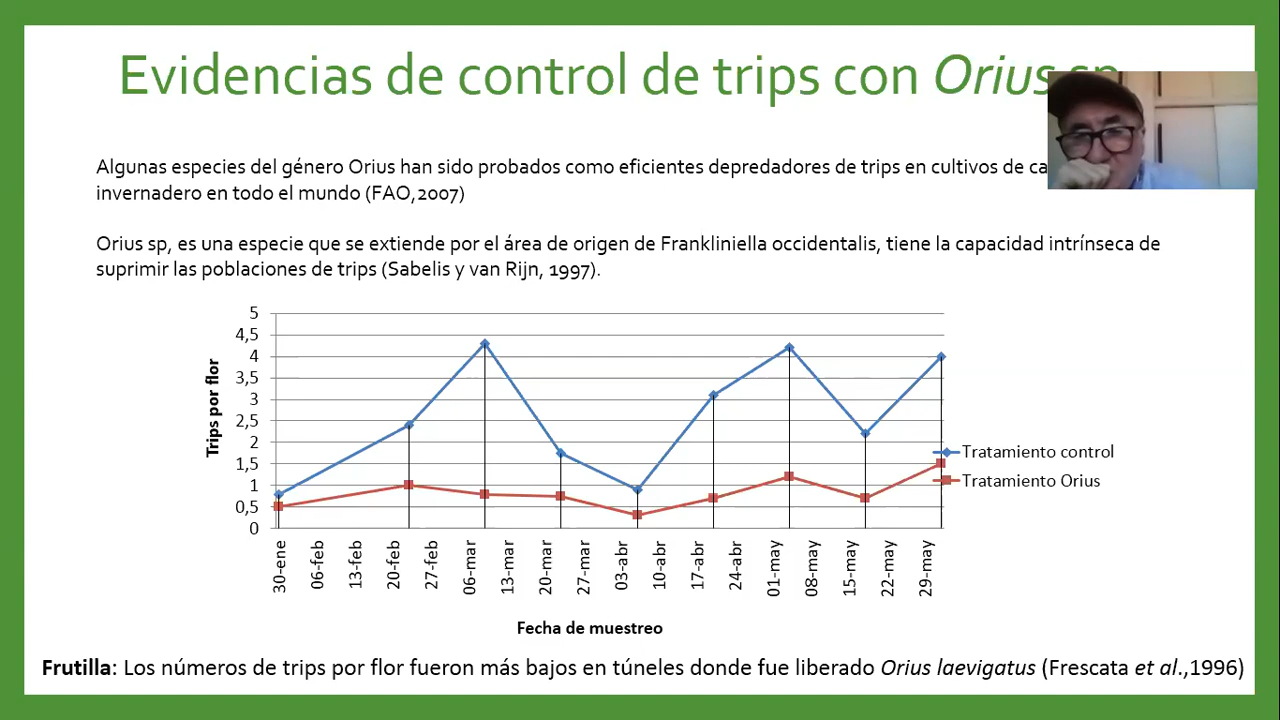 Evidencias de control de trips con Orius sp
Algunas especies del género Orius han sido probados como eficientes depredadores de trips en cultivos de
invernadero en todo el mundo (FAO,2007)
Orius sp, es una especie que se extiende por el área de origen de Frankliniella occidentalis, tiene la capacidad intrínseca de
suprimir las poblaciones de trips (Sabelis y van Rijn, 1997).
Trips por flor
5
4,5
4
3,5
3
2,5
2
1,5
1
0,5
0
Tratamiento control
Tratamiento Orius
30-ene
06-feb
13-feb
20-feb
27-feb
06-mar
13-mar
20-mar
27-mar
03-abr
10-abr
17-abr
24-abr
01-may
08-may
15-may
22-may
29-may
Fecha de muestreo
Frutilla: Los números de trips por flor fueron más bajos en túneles donde fue liberado Orius laevigatus (Frescata et al.,1996)